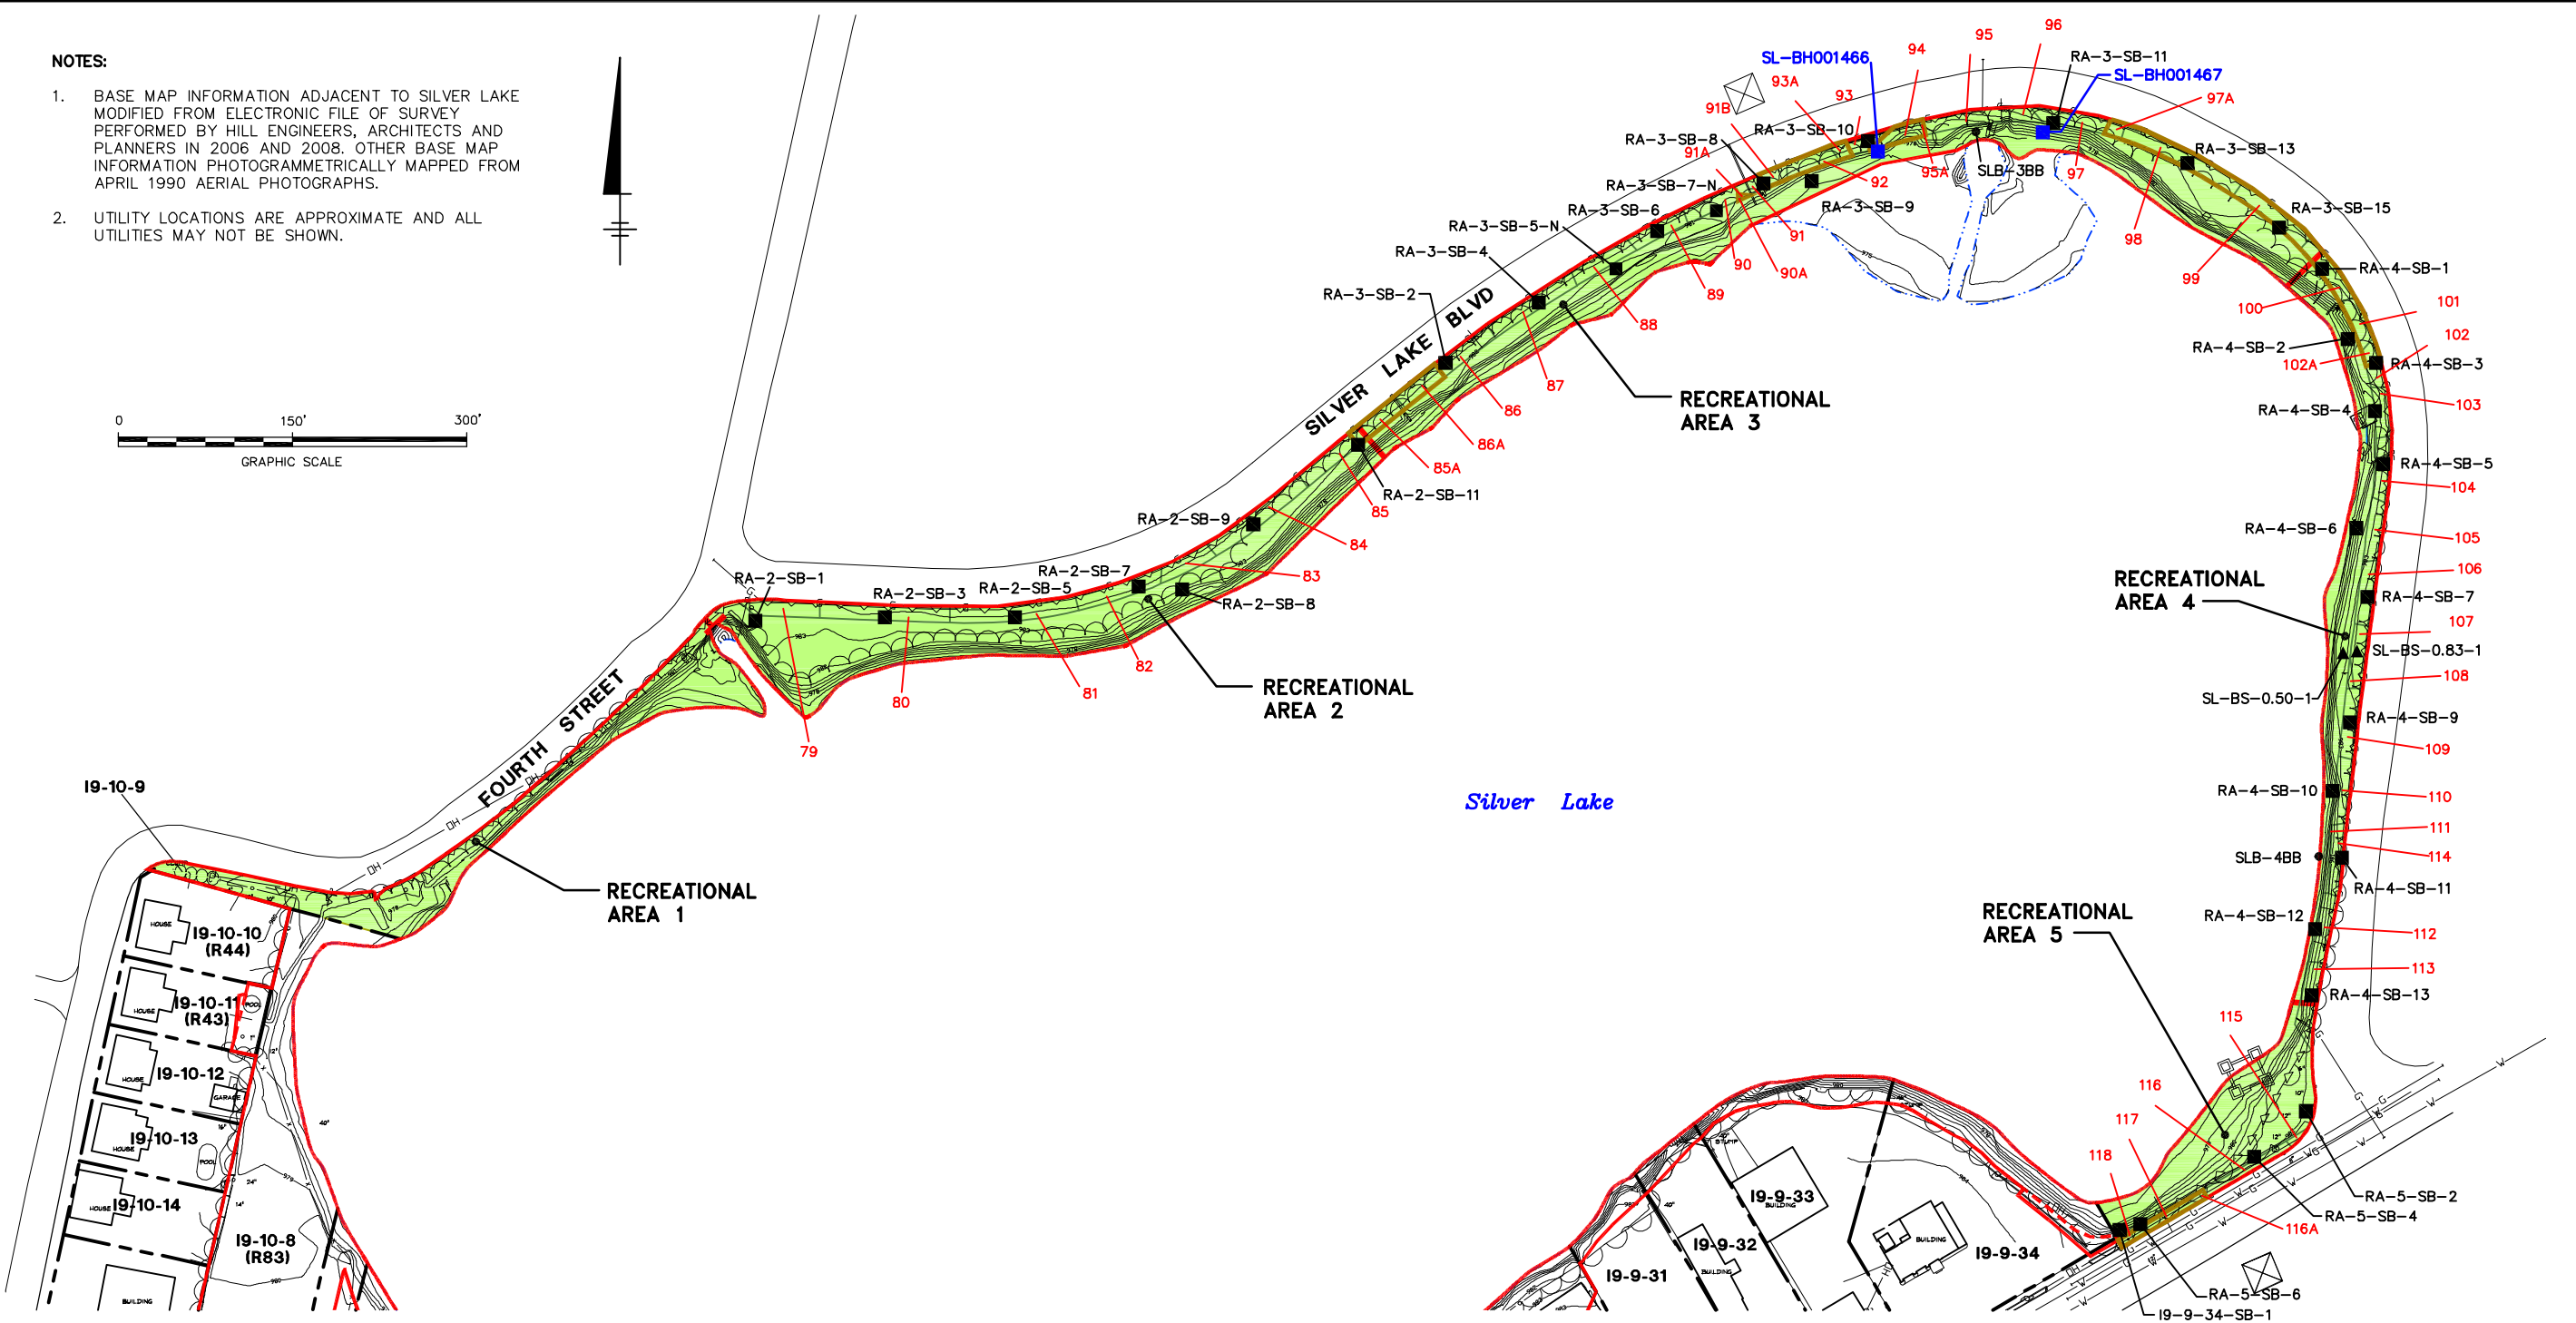 NOTES:
1. BASE MAP INFORMATION ADJACENT TO SILVER LAKE
MODIFIED FROM ELECTRONIC FILE OF SURVEY
PERFORMED BY HILL ENGINEERS, ARCHITECTS AND
PLANNERS IN 2006 AND 2008. OTHER BASE MAP
INFORMATION PHOTOGRAMMETRICALLY MAPPED FROM
APRIL 1990 AERIAL PHOTOGRAPHS.
2. UTILITY LOCATIONS ARE APPROXIMATE AND ALL
UTILITIES MAY NOT BE SHOWN.
0 150' 300'
GRAPHIC SCALE
96
95
94
RA-3-SB-11
SL-BH001466
SL-BH001467
93A
93
97A
91B
RA-3-SB-10
RA-3-SB-8
91A
RA-3-SB-13
92
95A
SLB-3BB
97
RA-3-SB-7-N
RA-3-SB-9
RA-3-SB-6
RA-3-SB-15
RA-3-SB-5-N
91
98
RA-3-SB-4
90
90A
99
RA-4-SB-1
RA-3-SB-2
89
100
101
88
102
RA-4-SB-2
102A
RA-4-SB-3
SILVER LAKE BLVD
87
RECREATIONAL
AREA 3
86
103
RA-4-SB-4
86A
85A
RA-4-SB-5
RA-2-SB-11
104
85
RA-2-SB-9
84
RA-4-SB-6
105
106
RA-2-SB-1
RA-2-SB-3
RA-2-SB-5
RA-2-SB-7
83
RA-2-SB-8
RECREATIONAL
AREA 4
RA-4-SB-7
107
SL-BS-0.83-1
108
SL-BS-0.50-1
82
81
80
79
RECREATIONAL
AREA 2
RA-4-SB-9
109
FOURTH STREET
OH
OH
OH
I9-10-9
Silver Lake
RA-4-SB-10
110
111
114
SLB-4BB
RA-4-SB-11
RECREATIONAL
AREA 1
RECREATIONAL
AREA 5
RA-4-SB-12
112
113
RA-4-SB-13
HOUSE
I9-10-10
(R44)
HOUSE
I9-10-11
(R43)
POOL
HOUSE
I9-10-12
GARAGE
HOUSE
I9-10-13
POOL
HOUSE
I9-10-14
I9-10-8
(R83)
BUILDING
115
116
117
118
I9-9-33
BUILDING
I9-9-32
BUILDING
I9-9-31
BUILDING
I9-9-34
STUMP
RA-5-SB-2
RA-5-SB-4
116A
RA-5-SB-6
I9-9-34-SB-1